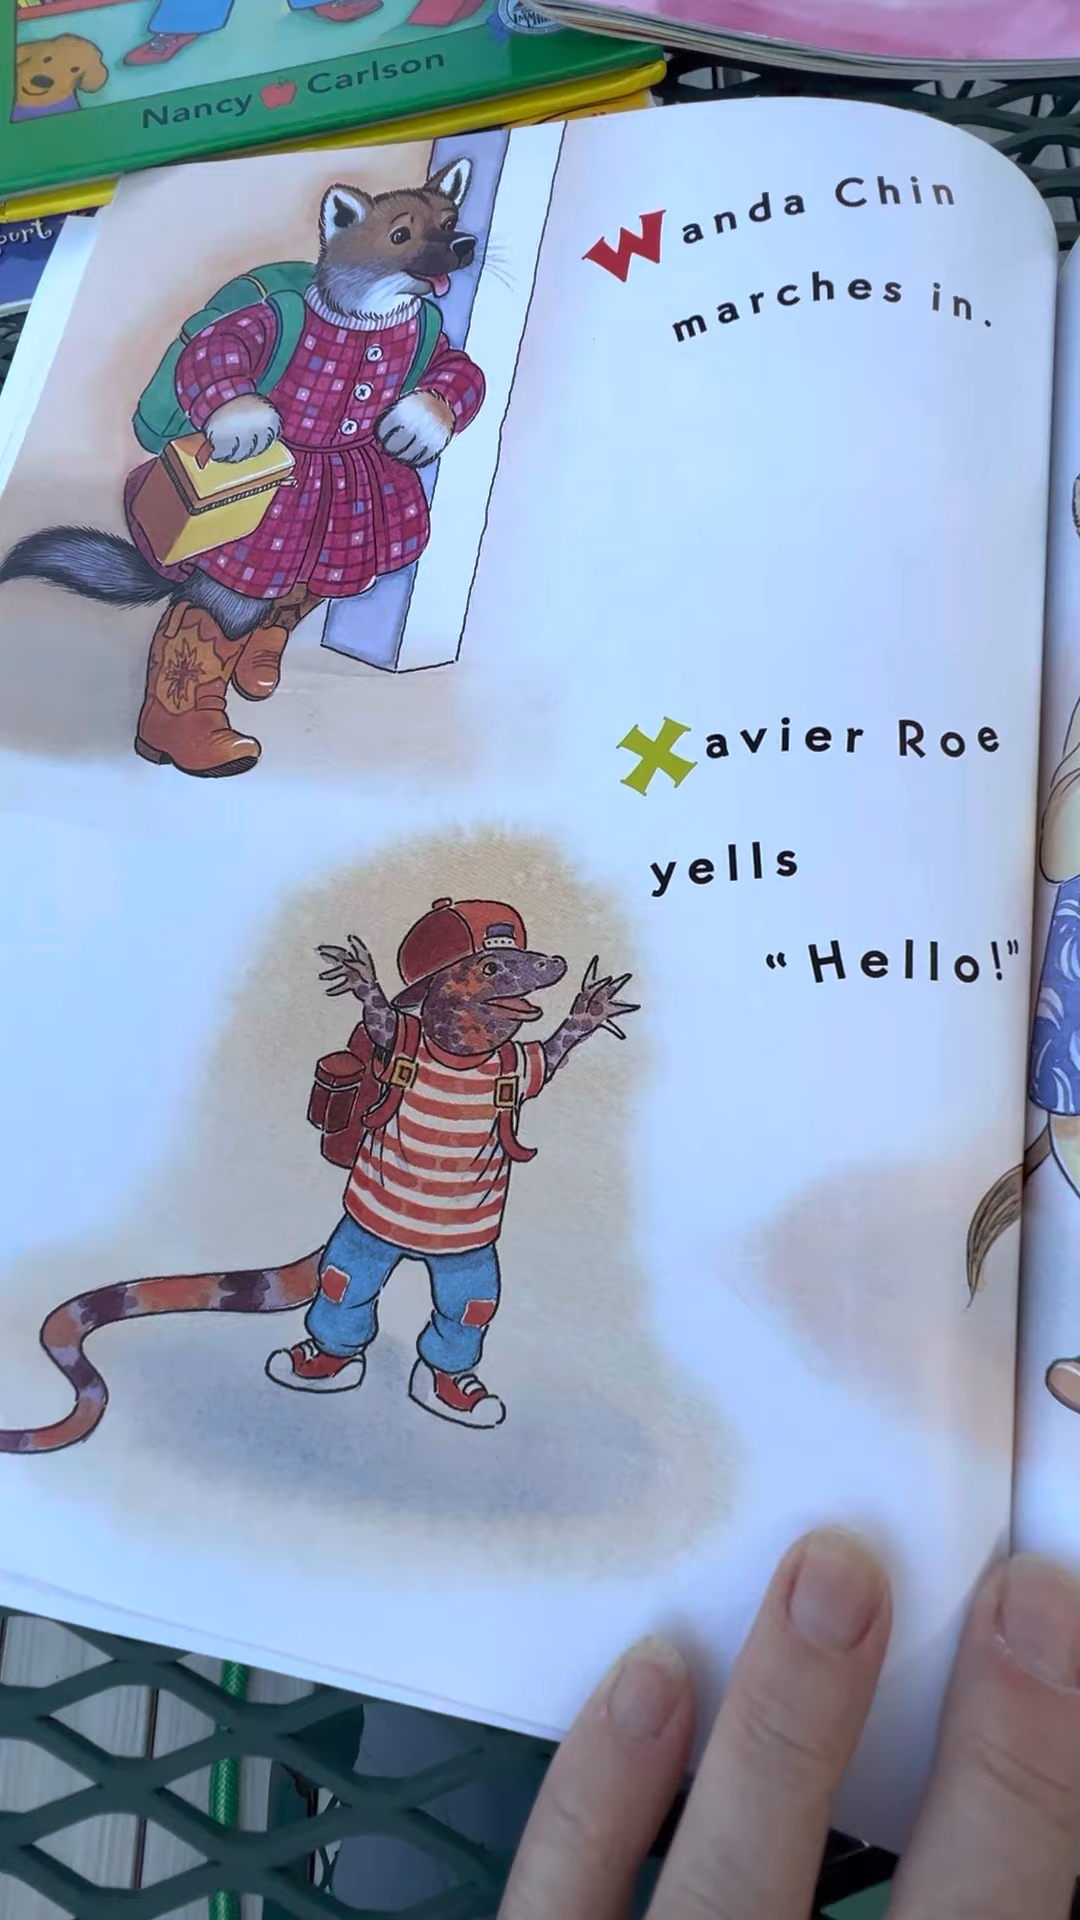 Nancy Carlson
Wanda Chin
marches in.
Xavier Roe
yells
“Hello!”